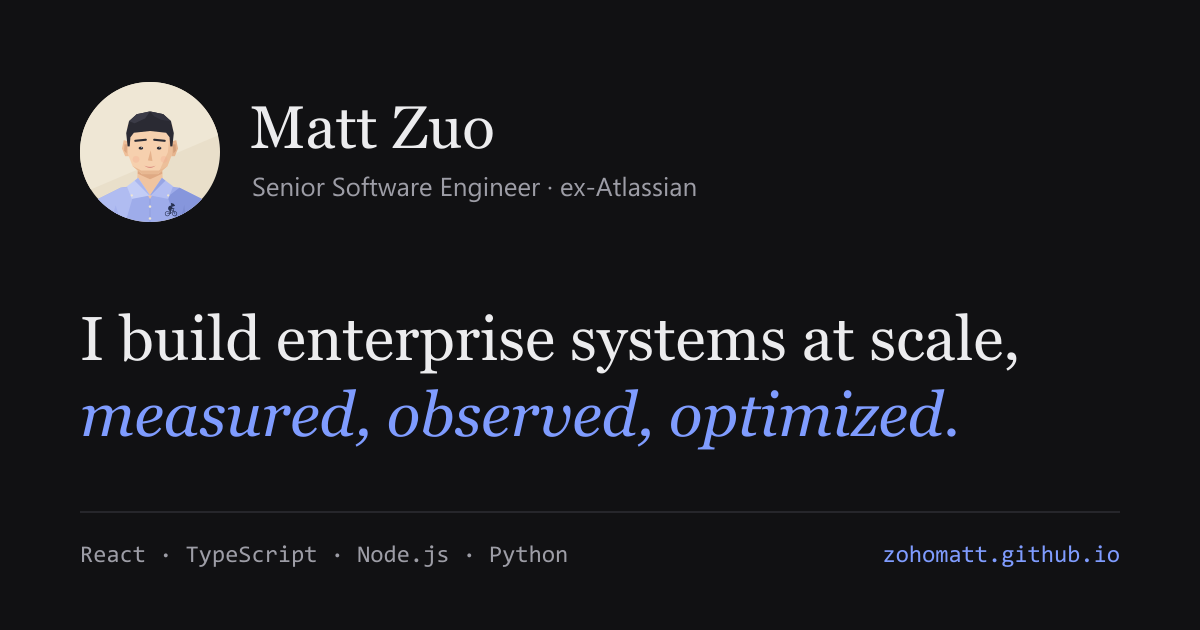 Matt Zuo
Senior Software Engineer · ex-Atlassian
I build enterprise systems at scale,
measured, observed, optimized.
React · TypeScript · Node.js · Python
zohomatt.github.io